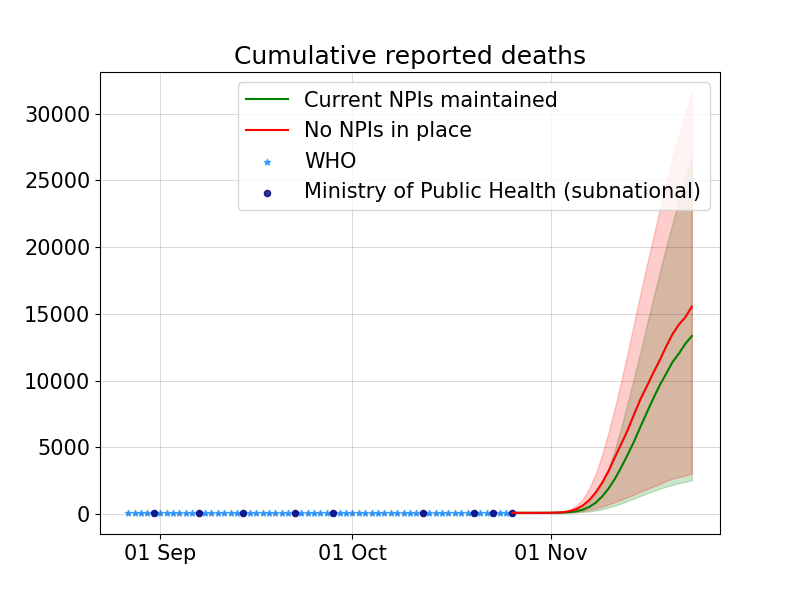 Cumulative reported deaths
Current NPIs maintained
No NPIs in place
WHO
Ministry of Public Health (subnational)
30000
25000
20000
15000
10000
5000
0
01 Sep
01 Oct
01 Nov